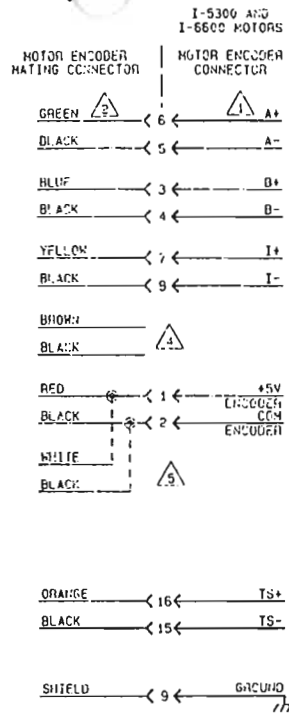 I-5300 AND
I-6600 MOTORS
MOTOR ENCODER
MATING CONNECTOR
MOTOR ENCODER
CONNECTOR
GREEN 2 6 1 A+
BLACK 5 A-
BLUE 3 B+
BLACK 4 B-
YELLOW 7 I+
BLACK 9 I-
BROWN
BLACK 4
RED 1 +5V
ENCODER
BLACK 2 COM
ENCODER
WHITE
BLACK 5
ORANGE 16 TS+
BLACK 15 TS-
SHIELD 9 GROUND